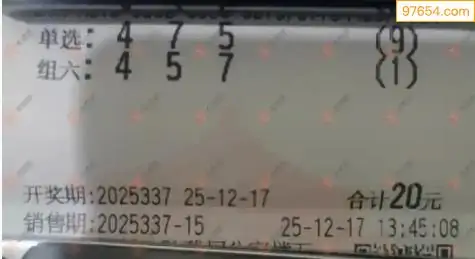 97654.com
单选: 4 7 5 (9)
组六: 4 5 7 (1)
开奖期:2025337 25-12-17 合计20元
销售期:2025337-15 25-12-17 13:45:08